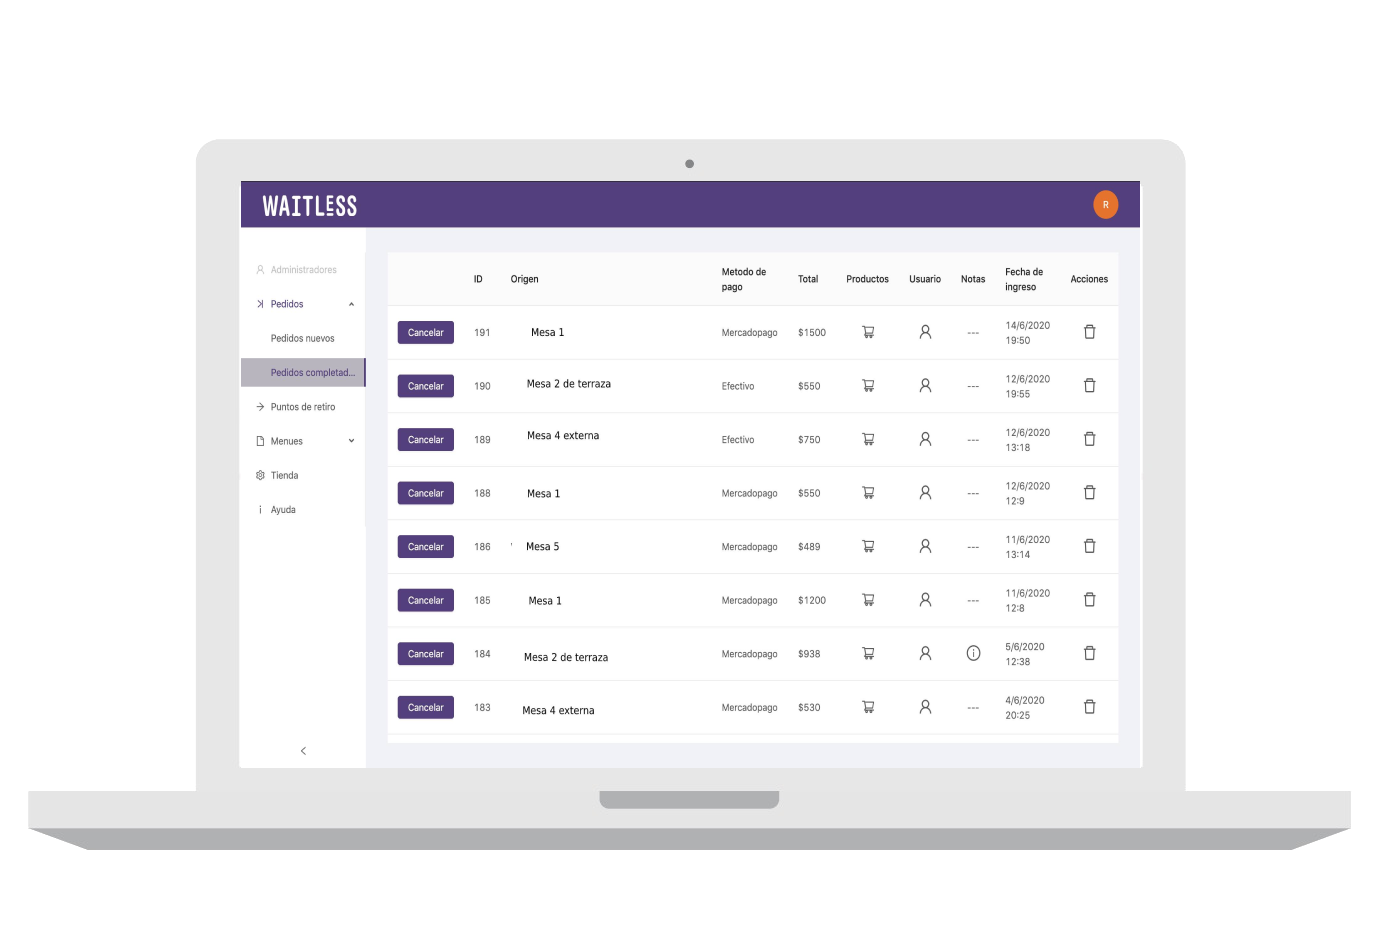 WAITLESS
R
Administradores
Pedidos
Pedidos nuevos
Pedidos completad...
Puntos de retiro
Menues
Tienda
i Ayuda
ID Origen Metodo de pago Total Productos Usuario Notas Fecha de ingreso Acciones
Cancelar 191 Mesa 1 Mercadopago $1500 --- 14/6/2020 19:50
Cancelar 190 Mesa 2 de terraza Efectivo $550 --- 12/6/2020 19:55
Cancelar 189 Mesa 4 externa Efectivo $750 --- 12/6/2020 13:18
Cancelar 188 Mesa 1 Mercadopago $550 --- 12/6/2020 12:9
Cancelar 186 ' Mesa 5 Mercadopago $489 --- 11/6/2020 13:14
Cancelar 185 Mesa 1 Mercadopago $1200 --- 11/6/2020 12:8
Cancelar 184 Mesa 2 de terraza Mercadopago $938 5/6/2020 12:38
Cancelar 183 Mesa 4 externa Mercadopago $530 --- 4/6/2020 20:25